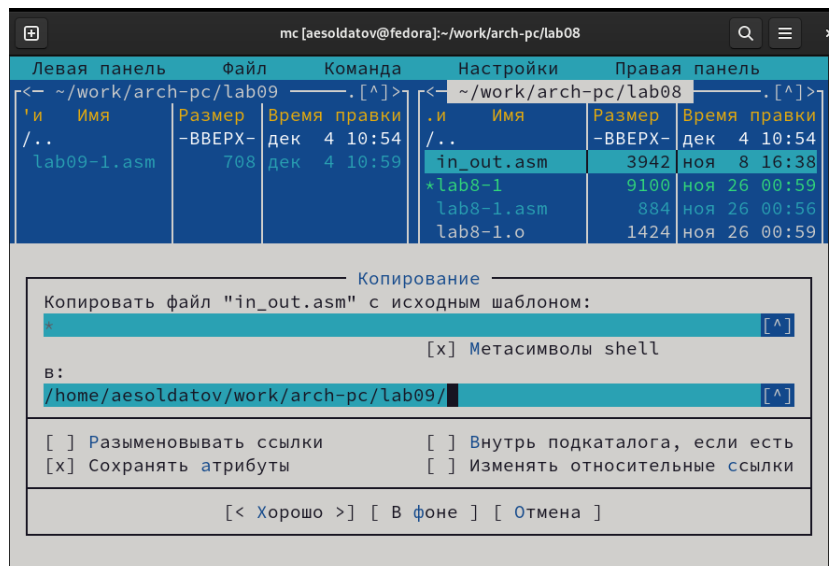 mc [aesoldatov@fedora]:~/work/arch-pc/lab08
Левая панель Файл Команда Настройки Правая панель
<— ~/work/arch-pc/lab09 ———.[^]> <— ~/work/arch-pc/lab08 ———.[^]>
'и Имя Размер Время правки .и Имя Размер Время правки
/.. -ВВЕРХ- дек 4 10:54 /.. -ВВЕРХ- дек 4 10:54
lab09-1.asm 708 дек 4 10:59 in_out.asm 3942 ноя 8 16:38
*lab8-1 9100 ноя 26 00:59
lab8-1.asm 884 ноя 26 00:56
lab8-1.o 1424 ноя 26 00:59
Копирование
Копировать файл "in_out.asm" с исходным шаблоном:
* [^]
[x] Метасимволы shell
в:
/home/aesoldatov/work/arch-pc/lab09/ [^]
[ ] Разыменовывать ссылки [ ] Внутрь подкаталога, если есть
[x] Сохранять атрибуты [ ] Изменять относительные ссылки
[< Хорошо >] [ В фоне ] [ Отмена ]